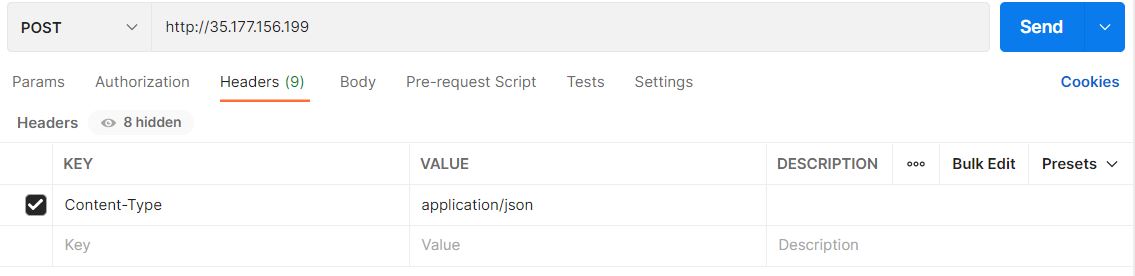 POST http://35.177.156.199 Send
Params Authorization Headers (9) Body Pre-request Script Tests Settings Cookies
Headers 8 hidden
KEY VALUE DESCRIPTION Bulk Edit Presets
Content-Type application/json
Key Value Description